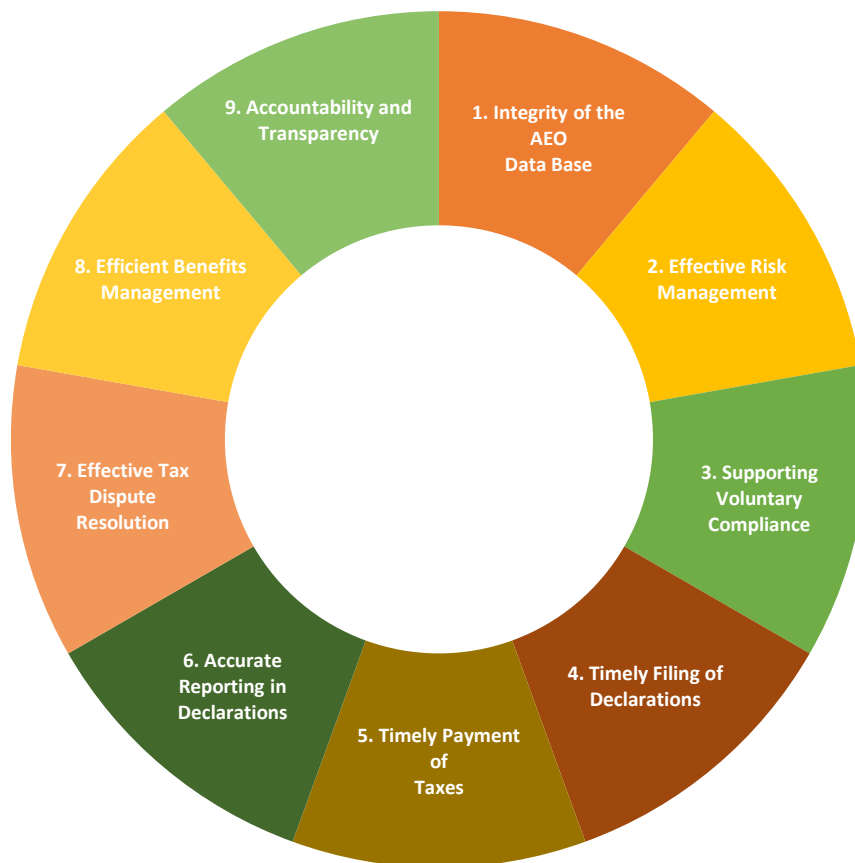 1. Integrity of the
AEO
Data Base
2. Effective Risk
Management
3. Supporting
Voluntary
Compliance
4. Timely Filing of
Declarations
5. Timely Payment
of
Taxes
6. Accurate
Reporting in
Declarations
7. Effective Tax
Dispute
Resolution
8. Efficient Benefits
Management
9. Accountability and
Transparency